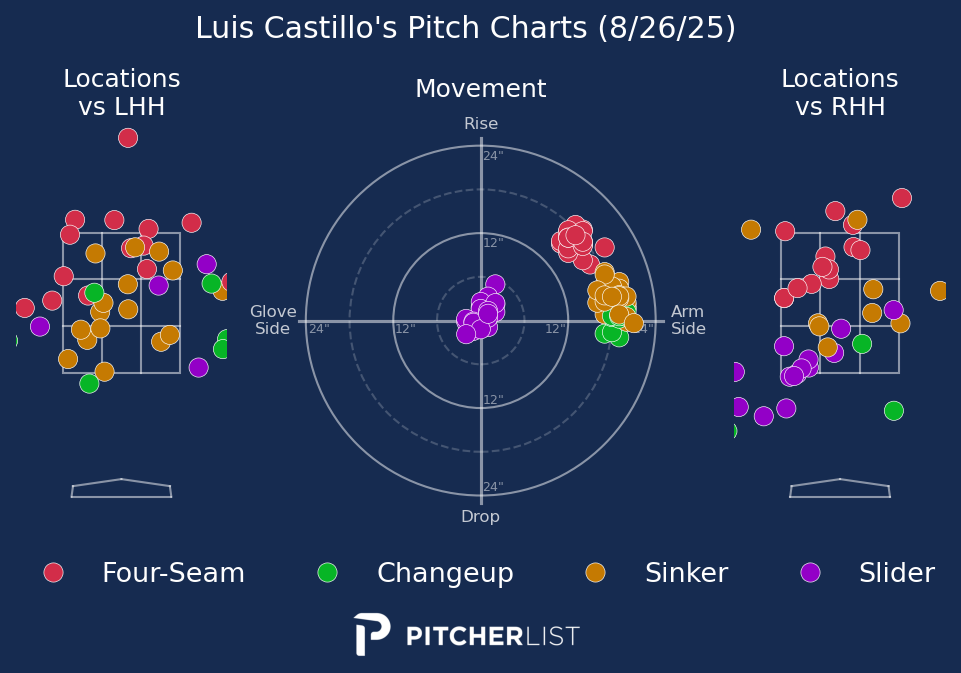 Luis Castillo's Pitch Charts (8/26/25)
Locations
vs LHH
Movement
Locations
vs RHH
Rise
24"
12"
Glove
Side
24"
12"
12"
4"
Arm
Side
12"
24"
Drop
Four-Seam
Changeup
Sinker
Slider
PITCHERLIST